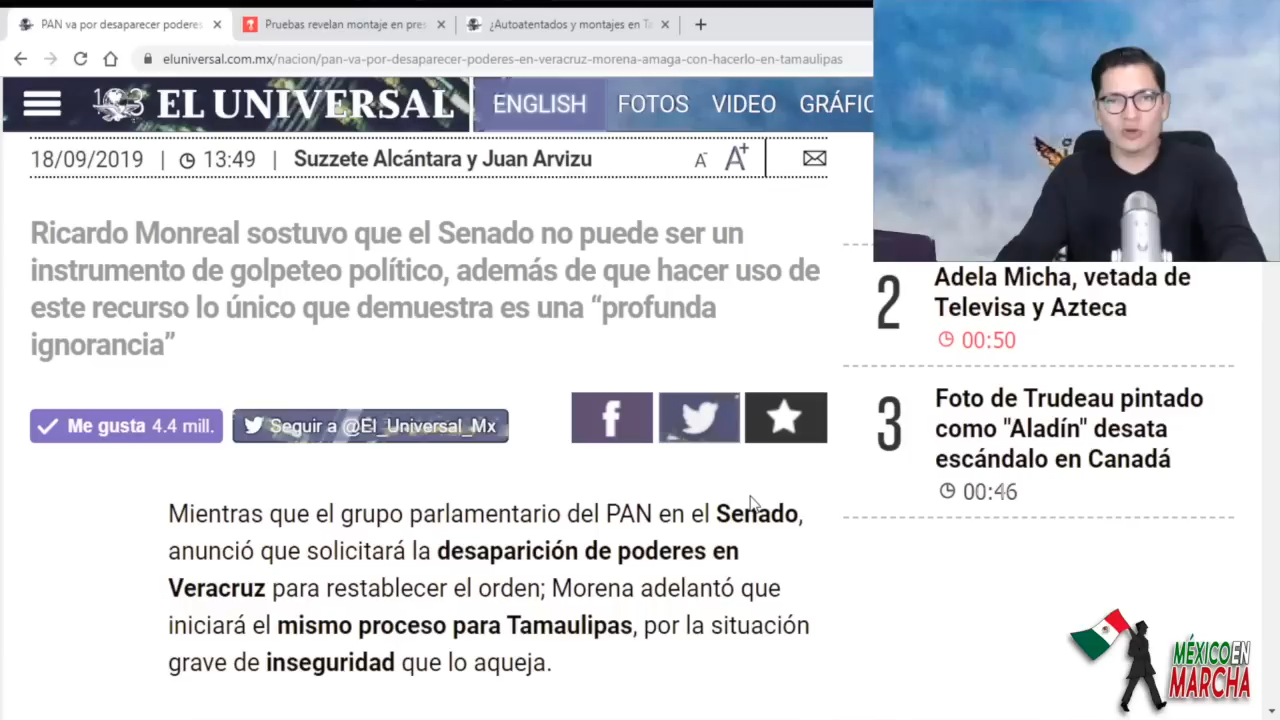 PAN va por desaparecer poderes
Pruebas revelan montaje en pres
¿Autoatentados y montajes en Ta
eluniversal.com.mx/nacion/pan-va-por-desaparecer-poderes-en-veracruz-morena-amaga-con-hacerlo-en-tamaulipas
EL UNIVERSAL
ENGLISH
FOTOS
VIDEO
GRÁFIC
18/09/2019 | 13:49 | Suzzete Alcántara y Juan Arvizu
A- A+
Ricardo Monreal sostuvo que el Senado no puede ser un
instrumento de golpeteo político, además de que hacer uso de
este recurso lo único que demuestra es una “profunda
ignorancia”
Me gusta 4.4 mill.
Seguir a @El_Universal_Mx
Mientras que el grupo parlamentario del PAN en el Senado,
anunció que solicitará la desaparición de poderes en
Veracruz para restablecer el orden; Morena adelantó que
iniciará el mismo proceso para Tamaulipas, por la situación
grave de inseguridad que lo aqueja.
2
Adela Micha, vetada de
Televisa y Azteca
00:50
3
Foto de Trudeau pintado
como "Aladín" desata
escándalo en Canadá
00:46
MÉXICO EN
MARCHA